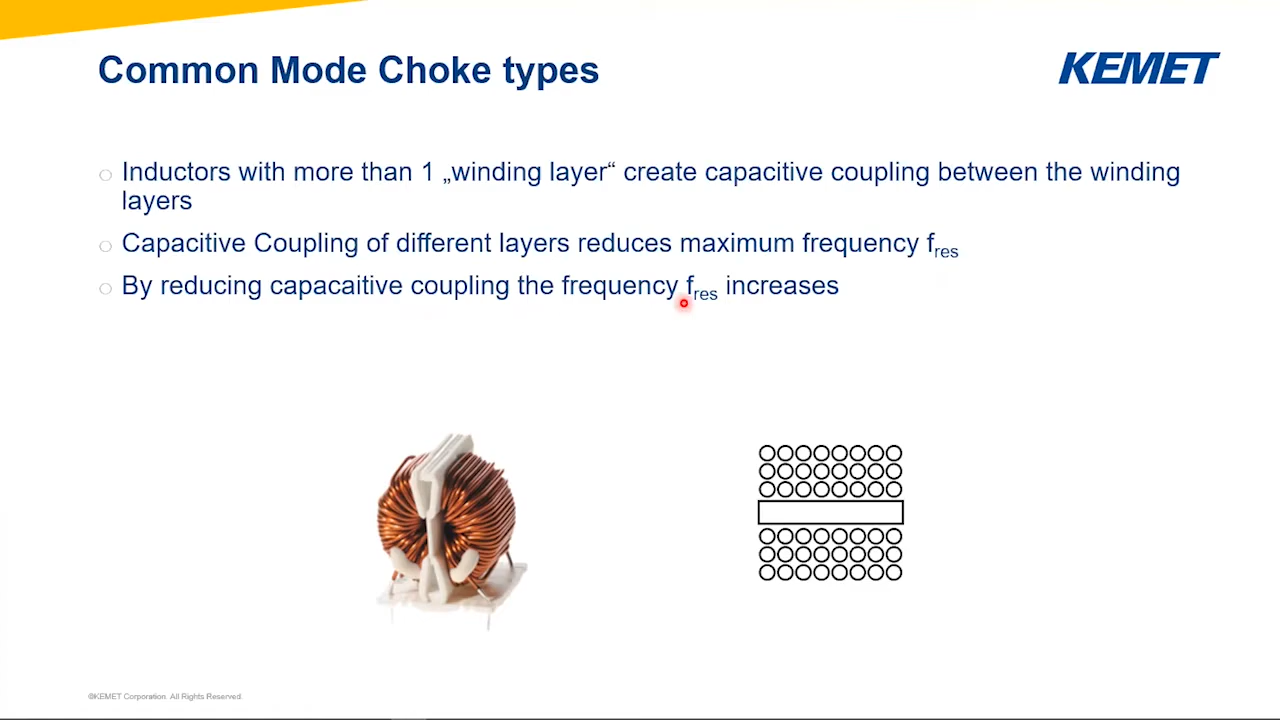 Common Mode Choke types
KEMET
Inductors with more than 1 „winding layer“ create capacitive coupling between the winding
layers
Capacitive Coupling of different layers reduces maximum frequency fres
By reducing capacaitive coupling the frequency fres increases
©KEMET Corporation. All Rights Reserved.